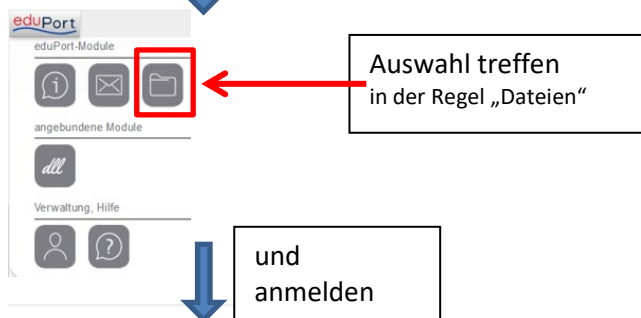 eduPort
eduPort-Module
Auswahl treffen
in der Regel „Dateien“
angebundene Module
dll
Verwaltung, Hilfe
und
anmelden